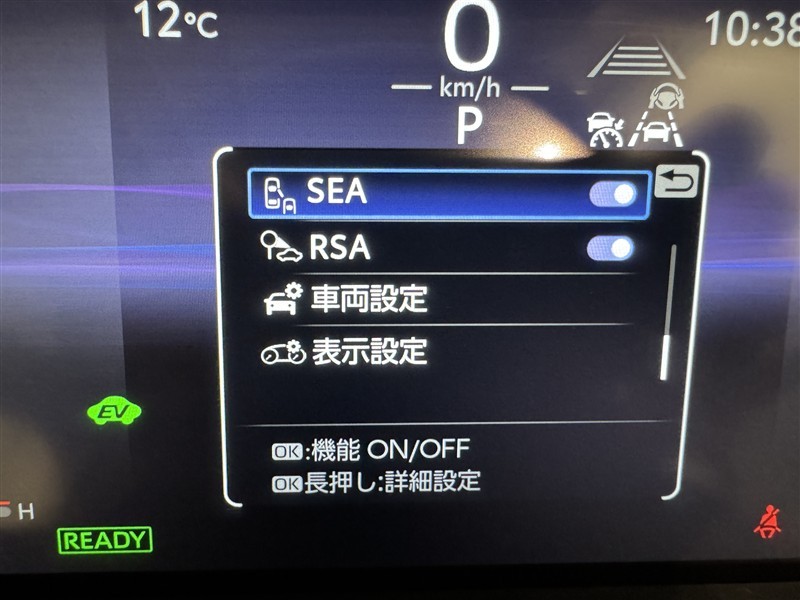 12℃
10:38
0
km/h
P
SEA
RSA
車両設定
表示設定
EV
OK:機能 ON/OFF
OK長押し:詳細設定
H
READY